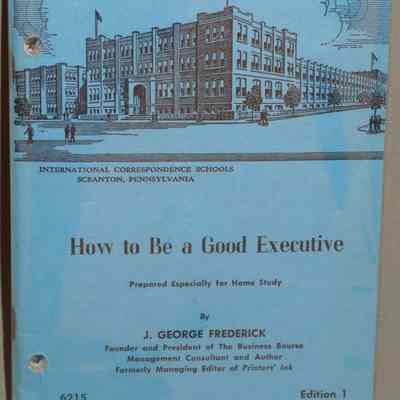 INTERNATIONAL CORRESPONDENCE SCHOOLS
SCRANTON, PENNSYLVANIA
How to Be a Good Executive
Prepared Especially for Home Study
By
J. GEORGE FREDERICK
Founder and President of The Business Bourse
Management Consultant and Author
Formerly Managing Editor of Printers' Ink
6215 Edition 1